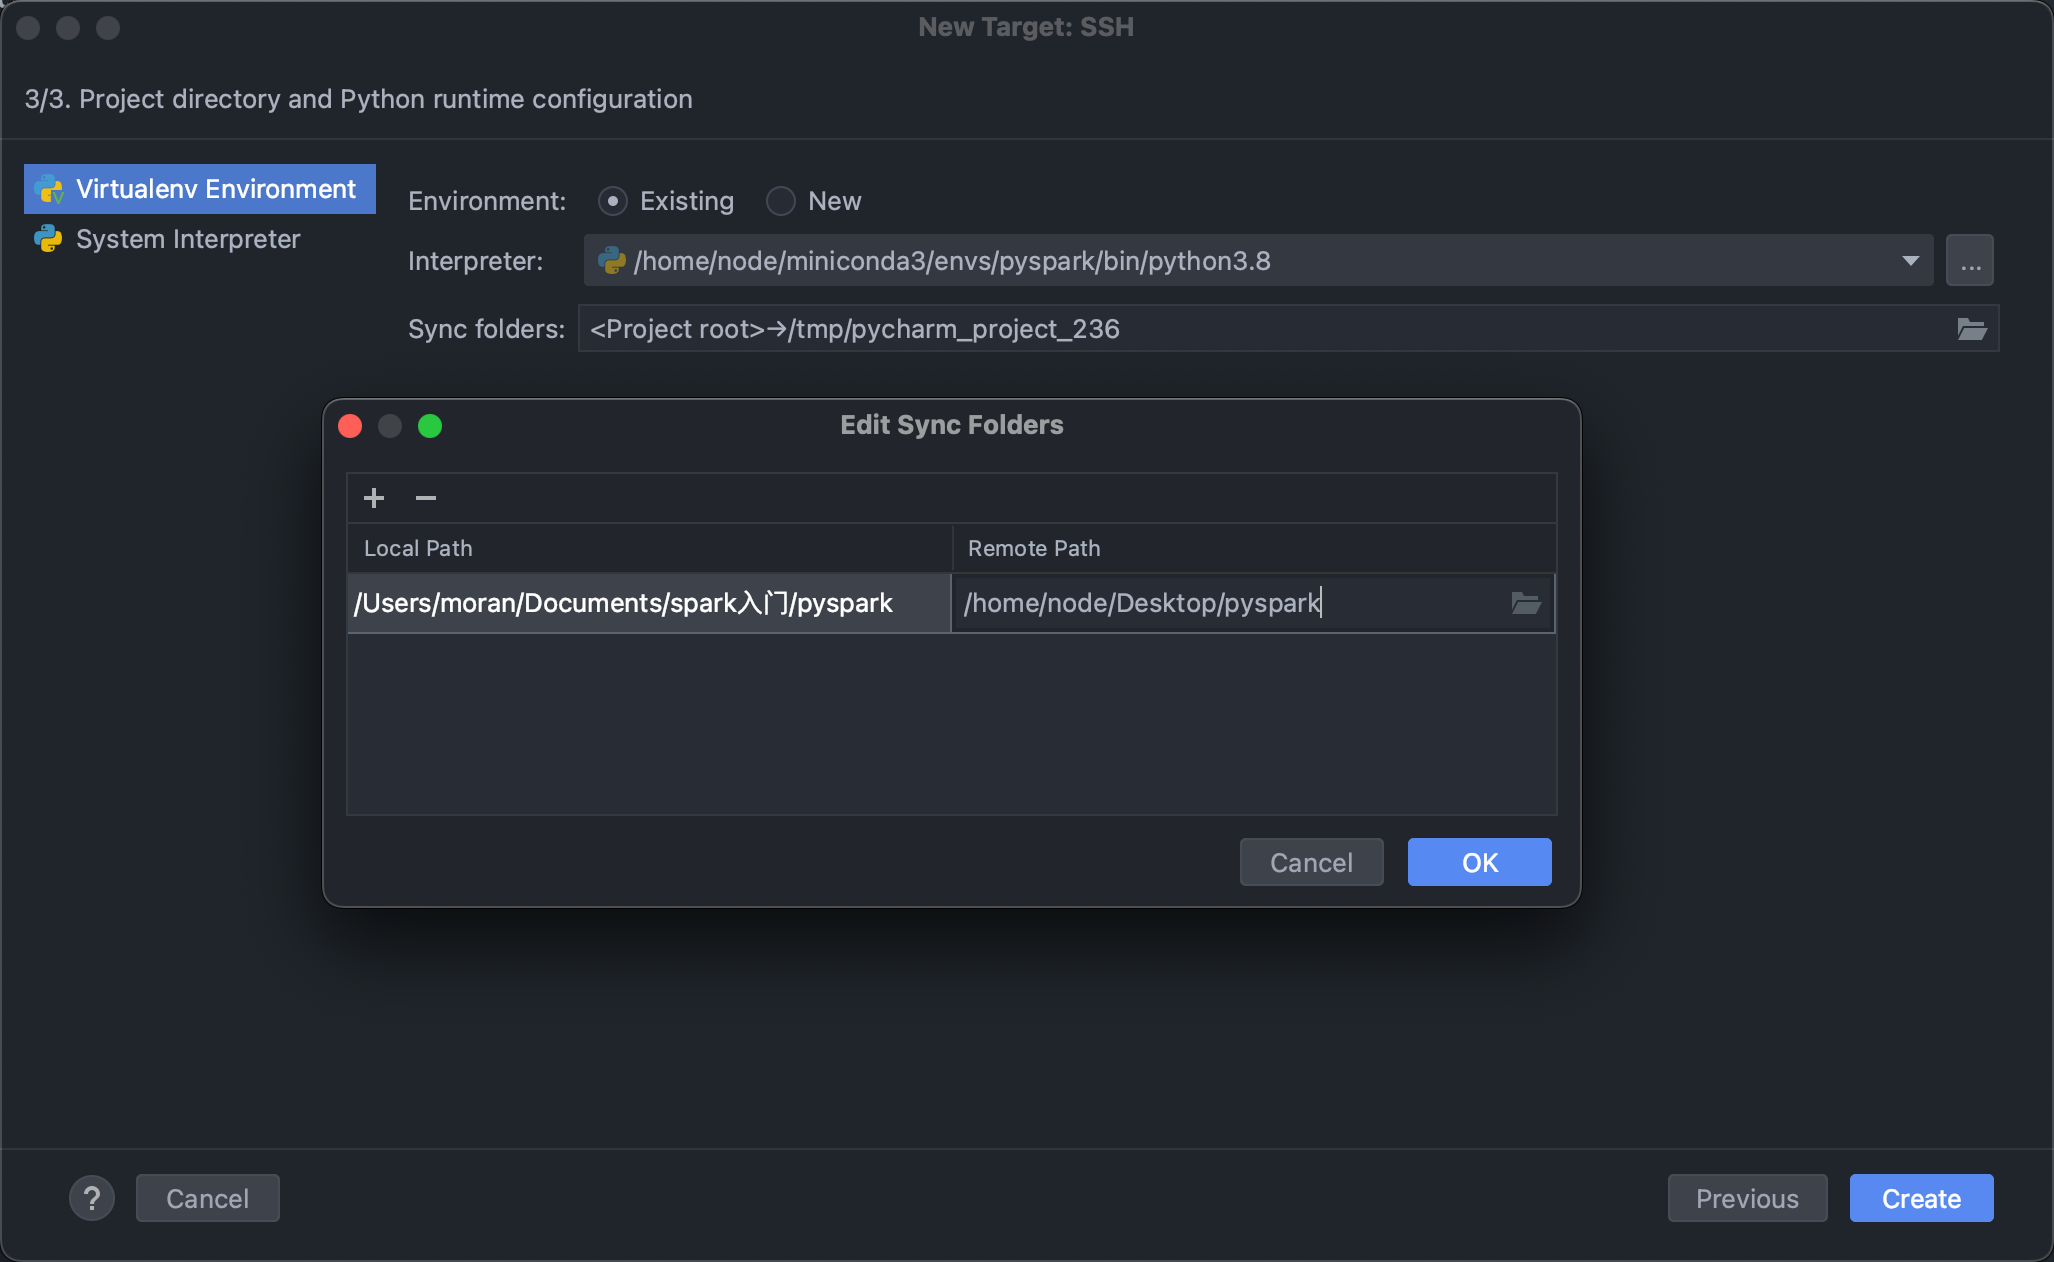 New Target: SSH
3/3. Project directory and Python runtime configuration
Virtualenv Environment
System Interpreter
Environment: Existing New
Interpreter: /home/node/miniconda3/envs/pyspark/bin/python3.8 ...
Sync folders: <Project root>→/tmp/pycharm_project_236
Edit Sync Folders
+ −
Local Path Remote Path
/Users/moran/Documents/spark入门/pyspark /home/node/Desktop/pyspark
Cancel OK
? Cancel Previous Create